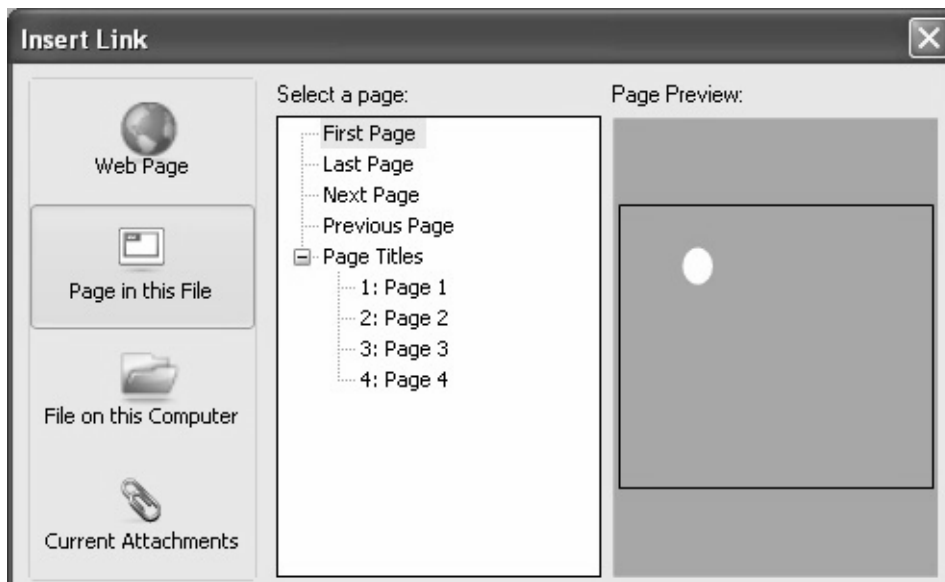 Insert Link
Web Page
Page in this File
File on this Computer
Current Attachments
Select a page:
First Page
Last Page
Next Page
Previous Page
Page Titles
1: Page 1
2: Page 2
3: Page 3
4: Page 4
Page Preview: